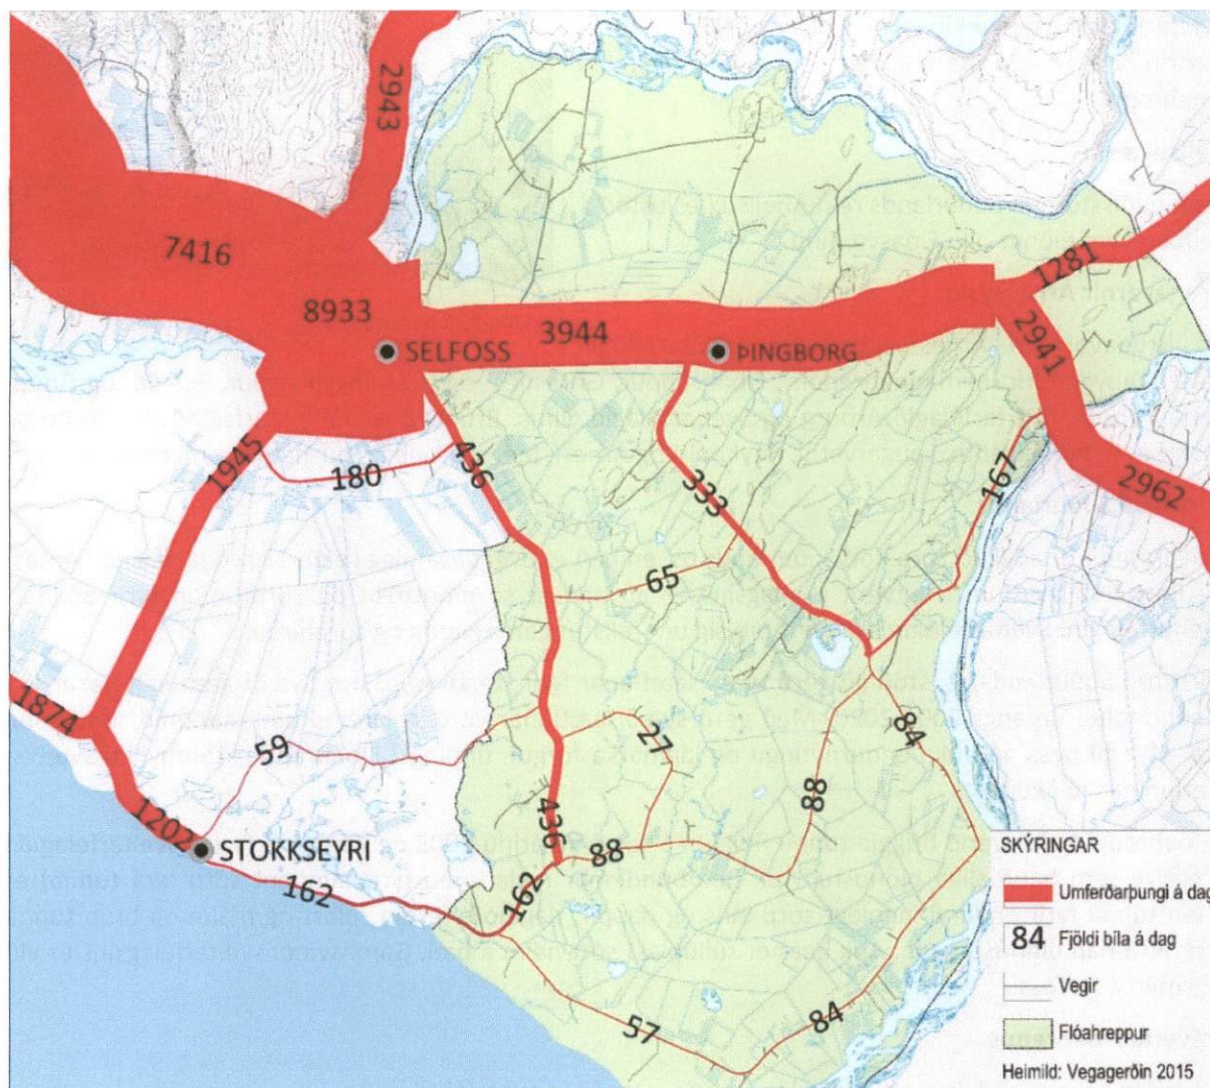 2943
7416
8933
3944
1281
SELFOSS
ÞINGBORG
2941
1945
180
436
333
167
2962
65
1874
59
27
84
88
1202
STOKKSEYRI
436
88
162
162
57
84
SKÝRINGAR
Umferðarþungi á dag
84 Fjöldi bíla á dag
Vegir
Flóahreppur
Heimild: Vegagerðin 2015